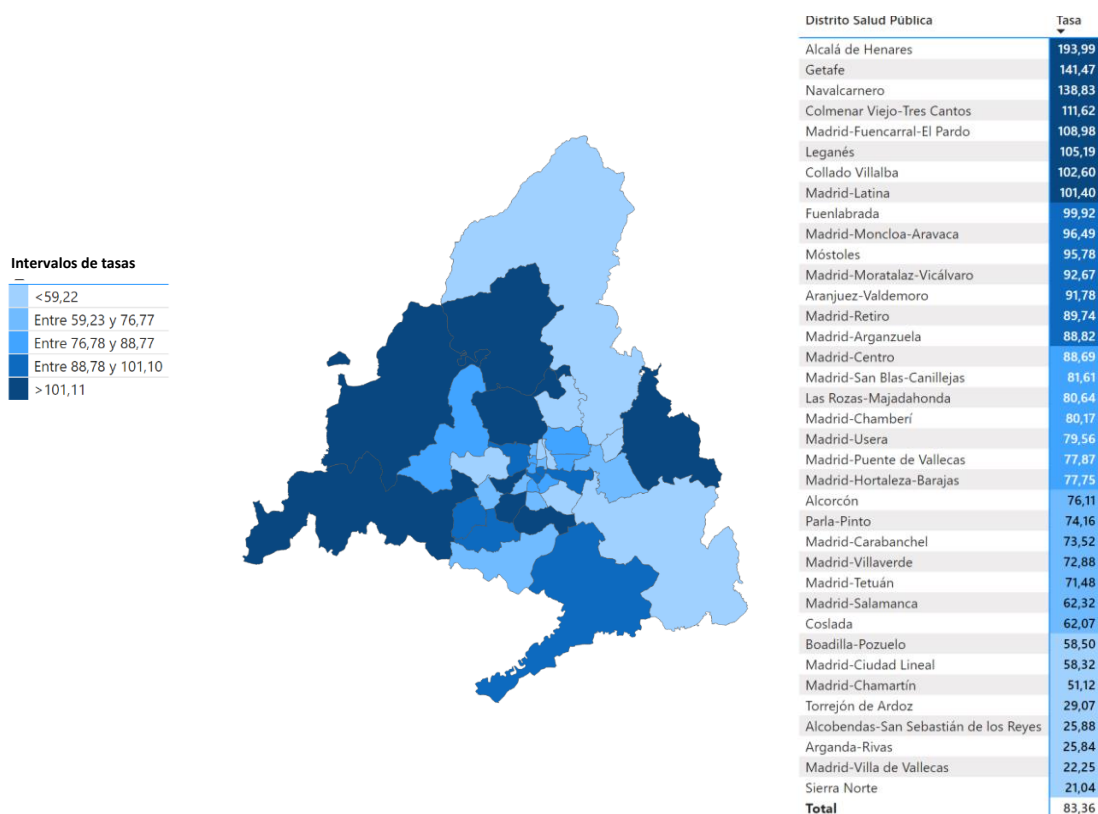 Intervalos de tasas
<59,22
Entre 59,23 y 76,77
Entre 76,78 y 88,77
Entre 88,78 y 101,10
>101,11
Distrito Salud Pública Tasa
Alcalá de Henares 193,99
Getafe 141,47
Navalcarnero 138,83
Colmenar Viejo-Tres Cantos 111,62
Madrid-Fuencarral-El Pardo 108,98
Leganés 105,19
Collado Villalba 102,60
Madrid-Latina 101,40
Fuenlabrada 99,92
Madrid-Moncloa-Aravaca 96,49
Móstoles 95,78
Madrid-Moratalaz-Vicálvaro 92,67
Aranjuez-Valdemoro 91,78
Madrid-Retiro 89,74
Madrid-Arganzuela 88,82
Madrid-Centro 88,69
Madrid-San Blas-Canillejas 81,61
Las Rozas-Majadahonda 80,64
Madrid-Chamberí 80,17
Madrid-Usera 79,56
Madrid-Puente de Vallecas 77,87
Madrid-Hortaleza-Barajas 77,75
Alcorcón 76,11
Parla-Pinto 74,16
Madrid-Carabanchel 73,52
Madrid-Villaverde 72,88
Madrid-Tetuán 71,48
Madrid-Salamanca 62,32
Coslada 62,07
Boadilla-Pozuelo 58,50
Madrid-Ciudad Lineal 58,32
Madrid-Chamartín 51,12
Torrejón de Ardoz 29,07
Alcobendas-San Sebastián de los Reyes 25,88
Arganda-Rivas 25,84
Madrid-Villa de Vallecas 22,25
Sierra Norte 21,04
Total 83,36